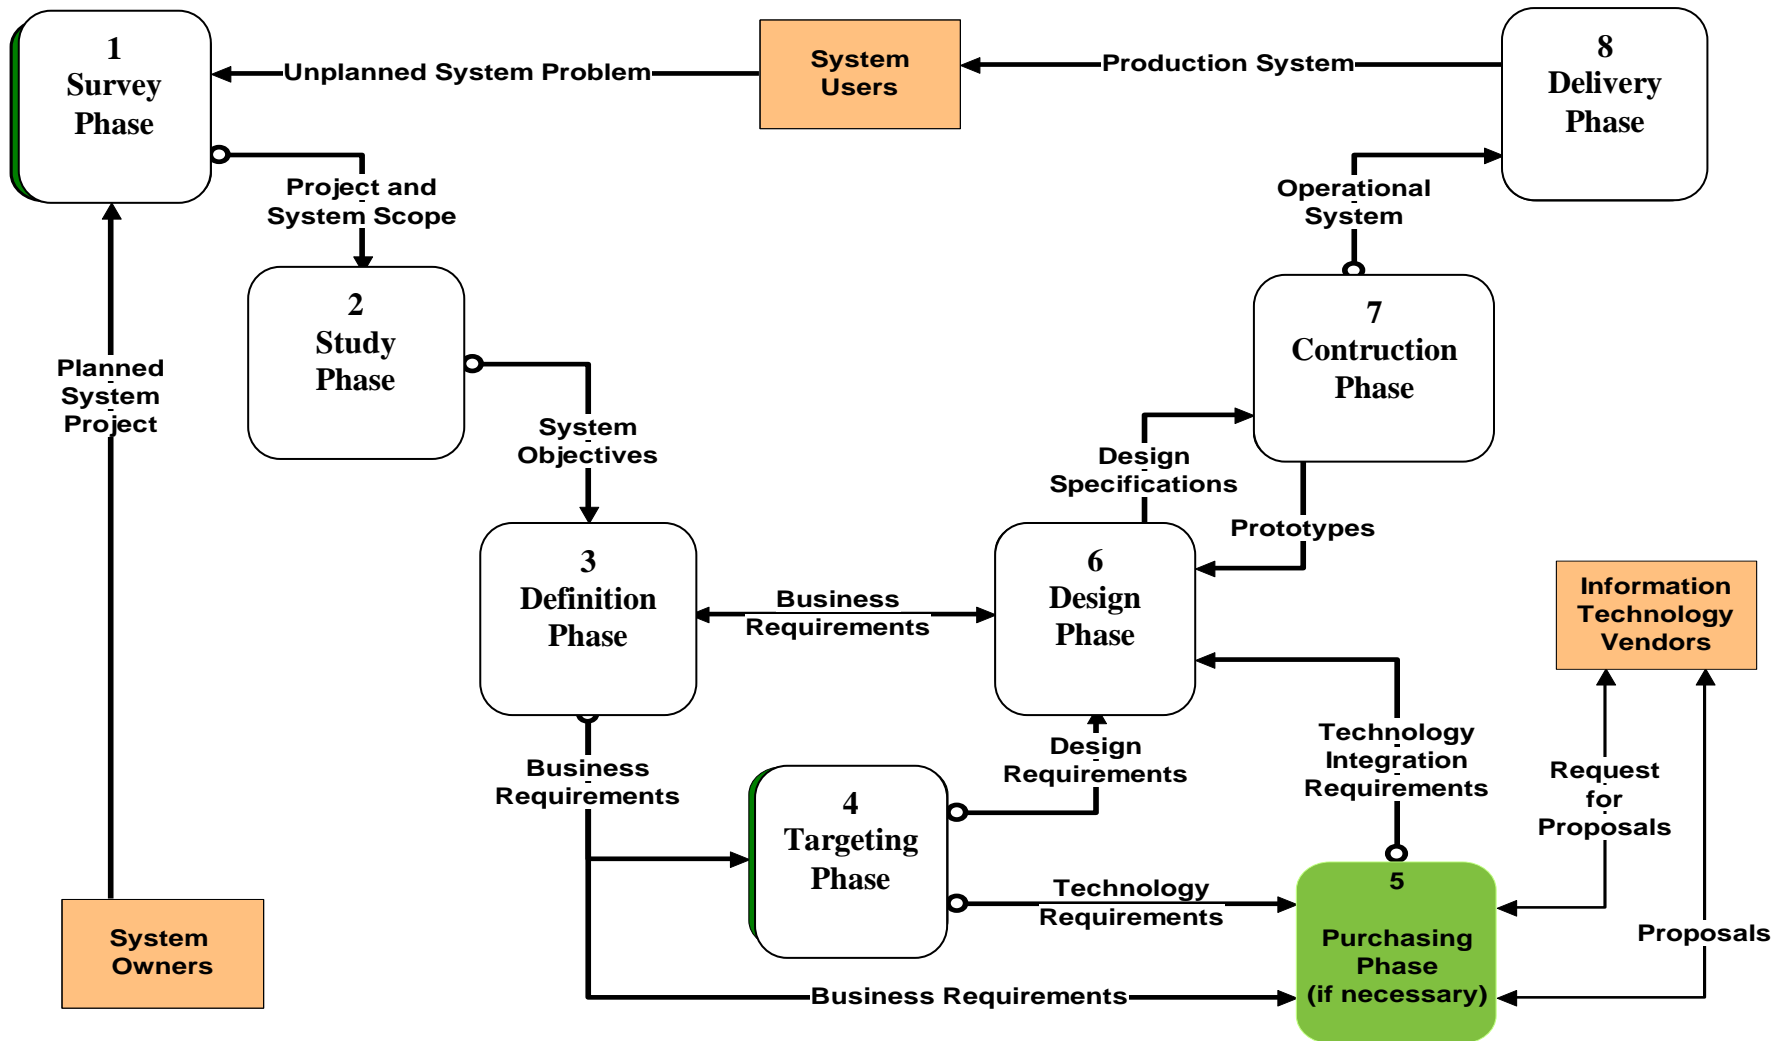 1
Survey
Phase
Unplanned System Problem
System
Users
Production System
8
Delivery
Phase
Project and
System Scope
Operational
System
2
Study
Phase
7
Contruction
Phase
Planned
System
Project
System
Objectives
Design
Specifications
Prototypes
3
Definition
Phase
Business
Requirements
6
Design
Phase
Information
Technology
Vendors
Business
Requirements
Design
Requirements
Technology
Integration
Requirements
Request
for
Proposals
4
Targeting
Phase
Technology
Requirements
5
Purchasing
Phase
(if necessary)
Proposals
System
Owners
Business Requirements